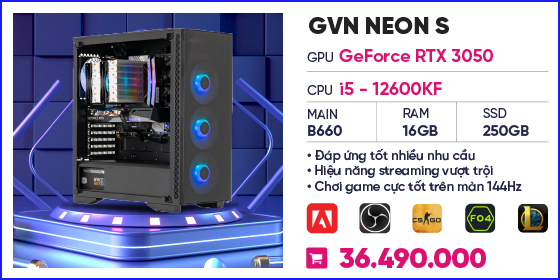 GVN NEON S
GPU GeForce RTX 3050
CPU i5 - 12600KF
MAIN RAM SSD
B660 16GB 250GB
• Đáp ứng tốt nhiều nhu cầu
• Hiệu năng streaming vượt trội
• Chơi game cực tốt trên màn 144Hz
CS:GO FO4 L
36.490.000